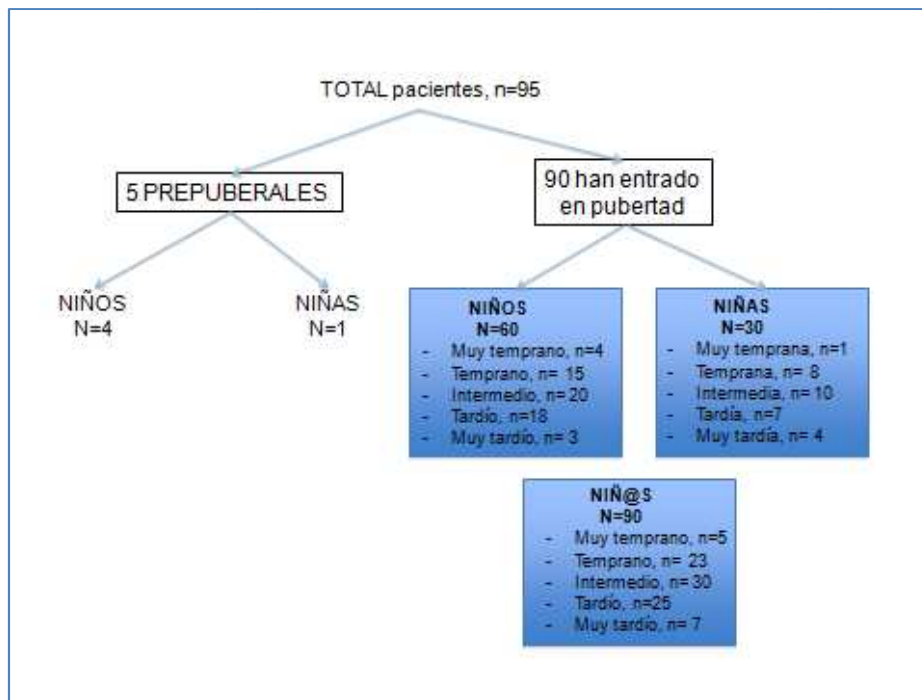 TOTAL pacientes, n=95
5 PREPUBERALES
90 han entrado
en pubertad
NIÑOS
N=4
NIÑAS
N=1
NIÑOS
N=60
- Muy temprano, n=4
- Temprano, n= 15
- Intermedio, n= 20
- Tardío, n=18
- Muy tardío, n= 3
NIÑAS
N=30
- Muy temprana, n=1
- Temprana, n= 8
- Intermedia, n= 10
- Tardía, n=7
- Muy tardía, n= 4
NIÑ@S
N=90
- Muy temprano, n=5
- Temprano, n= 23
- Intermedio, n= 30
- Tardío, n=25
- Muy tardío, n= 7